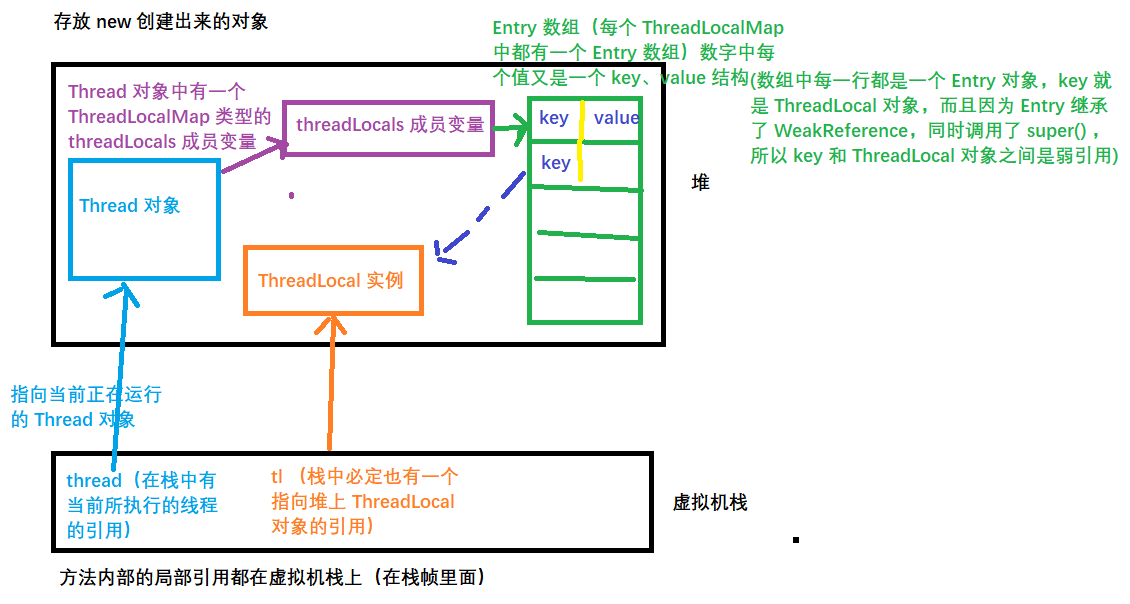 存放 new 创建出来的对象
Entry 数组（每个 ThreadLocalMap
中都有一个 Entry 数组）数字中每
个值又是一个 key、value 结构
(数组中每一行都是一个 Entry 对象，key 就
是 ThreadLocal 对象，而且因为 Entry 继承
了 WeakReference，同时调用了 super()，
所以 key 和 ThreadLocal 对象之间是弱引用)
Thread 对象中有一个
ThreadLocalMap 类型的
threadLocals 成员变量
threadLocals 成员变量
key
value
key
堆
Thread 对象
ThreadLocal 实例
指向当前正在运行
的 Thread 对象
thread（在栈中有
当前所执行的线程
的引用）
tl （栈中必定也有一个
指向堆上 ThreadLocal
对象的引用）
虚拟机栈
方法内部的局部引用都在虚拟机栈上（在栈帧里面）